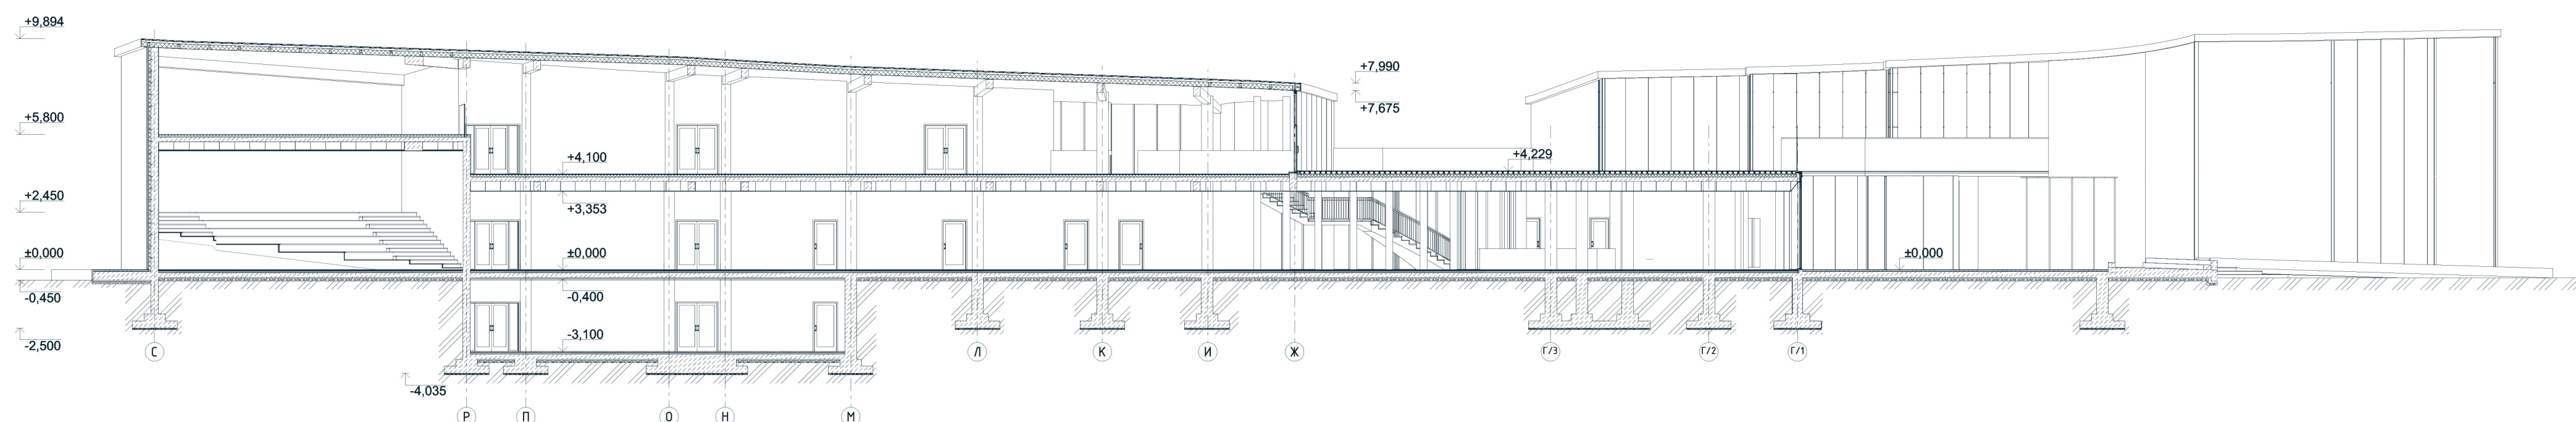 +9,894
+7,990
+7,675
+5,800
+4,100
+4,229
+2,450
+3,353
±0,000
±0,000
±0,000
-0,450
-0,400
-3,100
-2,500
С
Л
К
И
Ж
Г/3
Г/2
Г/1
-4,035
Р
П
О
Н
М